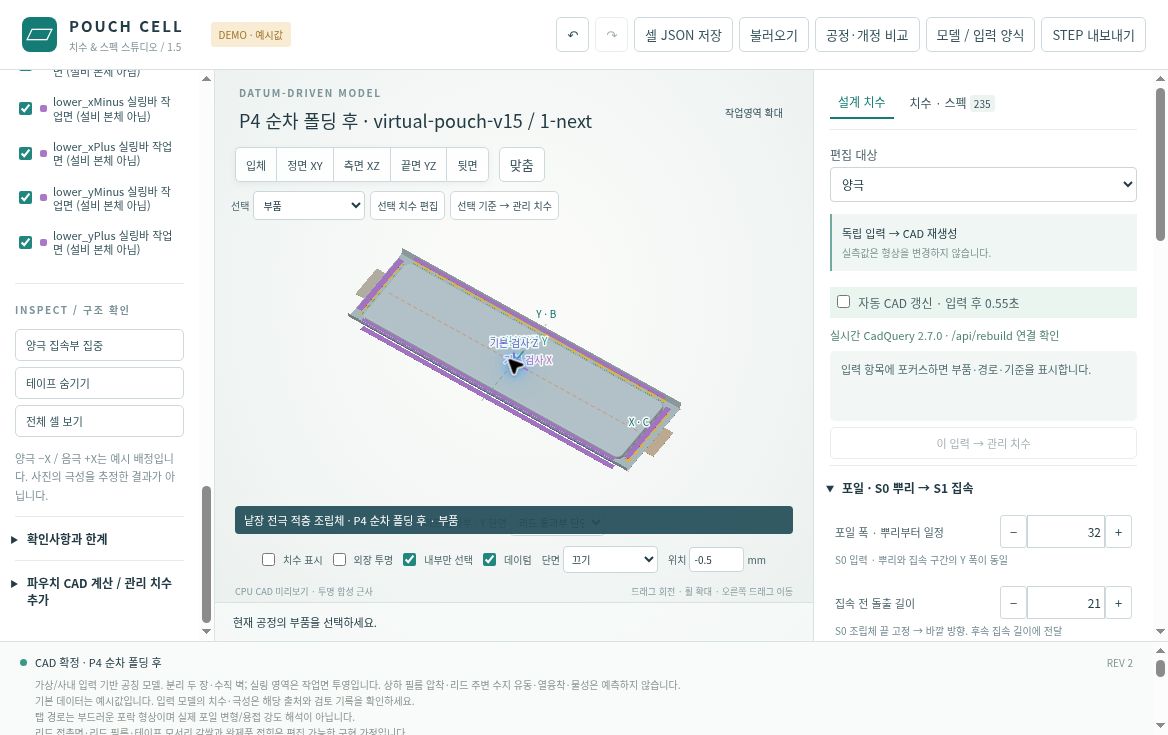 POUCH CELL
치수 & 스펙 스튜디오 / 1.5
DEMO · 예시값
셀 JSON 저장
불러오기
공정·개정 비교
모델 / 입력 양식
STEP 내보내기
면 (설비 본체 아님)
lower_xMinus 실링바 작
업면 (설비 본체 아님)
lower_xPlus 실링바 작업
면 (설비 본체 아님)
lower_yMinus 실링바 작
업면 (설비 본체 아님)
lower_yPlus 실링바 작업
면 (설비 본체 아님)
INSPECT / 구조 확인
양극 집속부 집중
테이프 숨기기
전체 셀 보기
양극 −X / 음극 +X는 예시 배정입니
다. 사진의 극성을 추정한 결과가 아
닙니다.
확인사항과 한계
파우치 CAD 계산 / 관리 치수
추가
DATUM-DRIVEN MODEL
P4 순차 폴딩 후 · virtual-pouch-v15 / 1-next
작업영역 확대
입체
정면 XY
측면 XZ
끝면 YZ
뒷면
맞춤
선택
부품
선택 치수 편집
선택 기준 → 관리 치수
Y · B
기본 검사 Z
Y
검사 X
X · C
낱장 전극 적층 조립체 · P4 순차 폴딩 후 · 부품
치수 표시
외장 투명
내부만 선택
데이텀
단면
끄기
위치
-0.5
mm
CPU CAD 미리보기 · 투명 합성 근사
드래그 회전 · 휠 확대 · 오른쪽 드래그 이동
현재 공정의 부품을 선택하세요.
설계 치수
치수 · 스펙 235
편집 대상
양극
독립 입력 → CAD 재생성
실측값은 형상을 변경하지 않습니다.
자동 CAD 갱신 · 입력 후 0.55초
실시간 CadQuery 2.7.0 · /api/rebuild 연결 확인
입력 항목에 포커스하면 부품·경로·기준을 표시합니다.
이 입력 → 관리 치수
포일 · S0 뿌리 → S1 집속
포일 폭 · 뿌리부터 일정
−
32
+
S0 입력 · 뿌리와 집속 구간의 Y 폭이 동일
집속 전 돌출 길이
−
21
+
S0 조립체 끝 고정 → 바깥 방향. 후속 집속 길이에 전달
CAD 확정 · P4 순차 폴딩 후
REV 2
가상/사내 입력 기반 공칭 모델. 분리 두 장·수직 벽; 실링 영역은 작업면 투영입니다. 상하 필름 압착·리드 주변 수지 유동·열융착·물성은 예측하지 않습니다.
기본 데이터는 예시값입니다. 입력 모델의 치수·극성은 해당 출처와 검토 기록을 확인하세요.
탭 경로는 부드러운 포락 형상이며 실제 포일 변형/용접 강도 해석이 아닙니다.